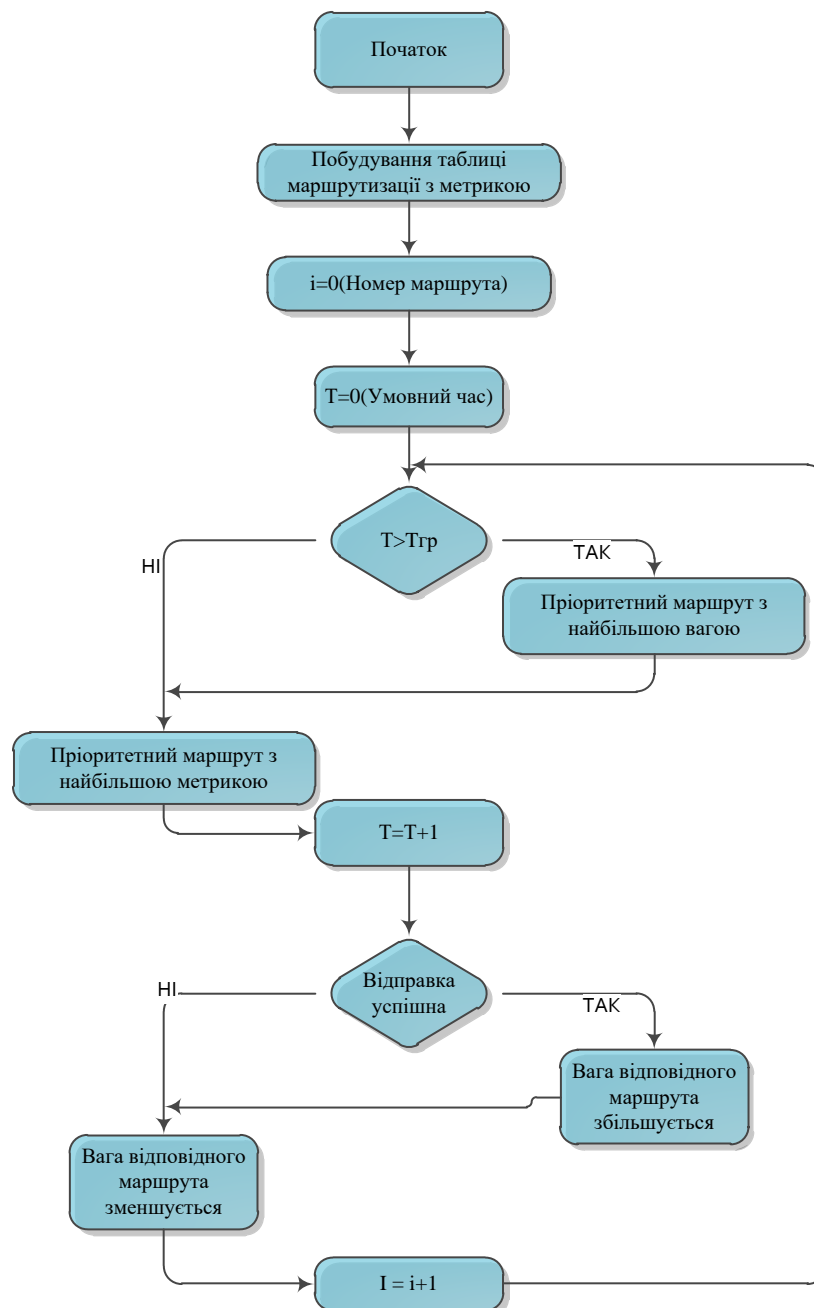 Початок
Побудування таблиці
маршрутизації з метрикою
i=0(Номер маршрута)
T=0(Умовний час)
T>Tгр
НІ
ТАК
Пріоритетний маршрут з
найбільшою вагою
Пріоритетний маршрут з
найбільшою метрикою
T=T+1
Відправка
успішна
НІ
ТАК
Вага відповідного
маршрута
збільшується
Вага відповідного
маршрута
зменшується
I = i+1